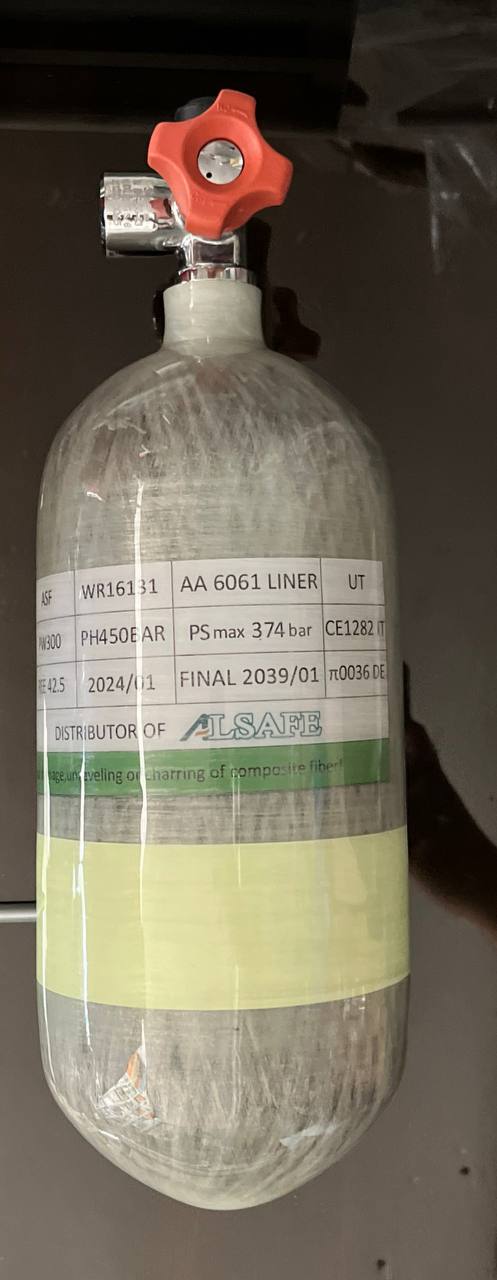 ASF WR16131 AA 6061 LINER UT
PW300 PH450BAR PS max 374 bar CE1282 IT
42.5 2024/01 FINAL 2039/01 π0036 DE
DISTRIBUTOR OF ALSAFE
unraveling or charring of composite fiber!